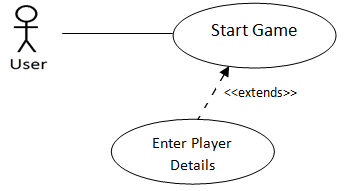 Start Game
User
<<extends>>
Enter Player
Details